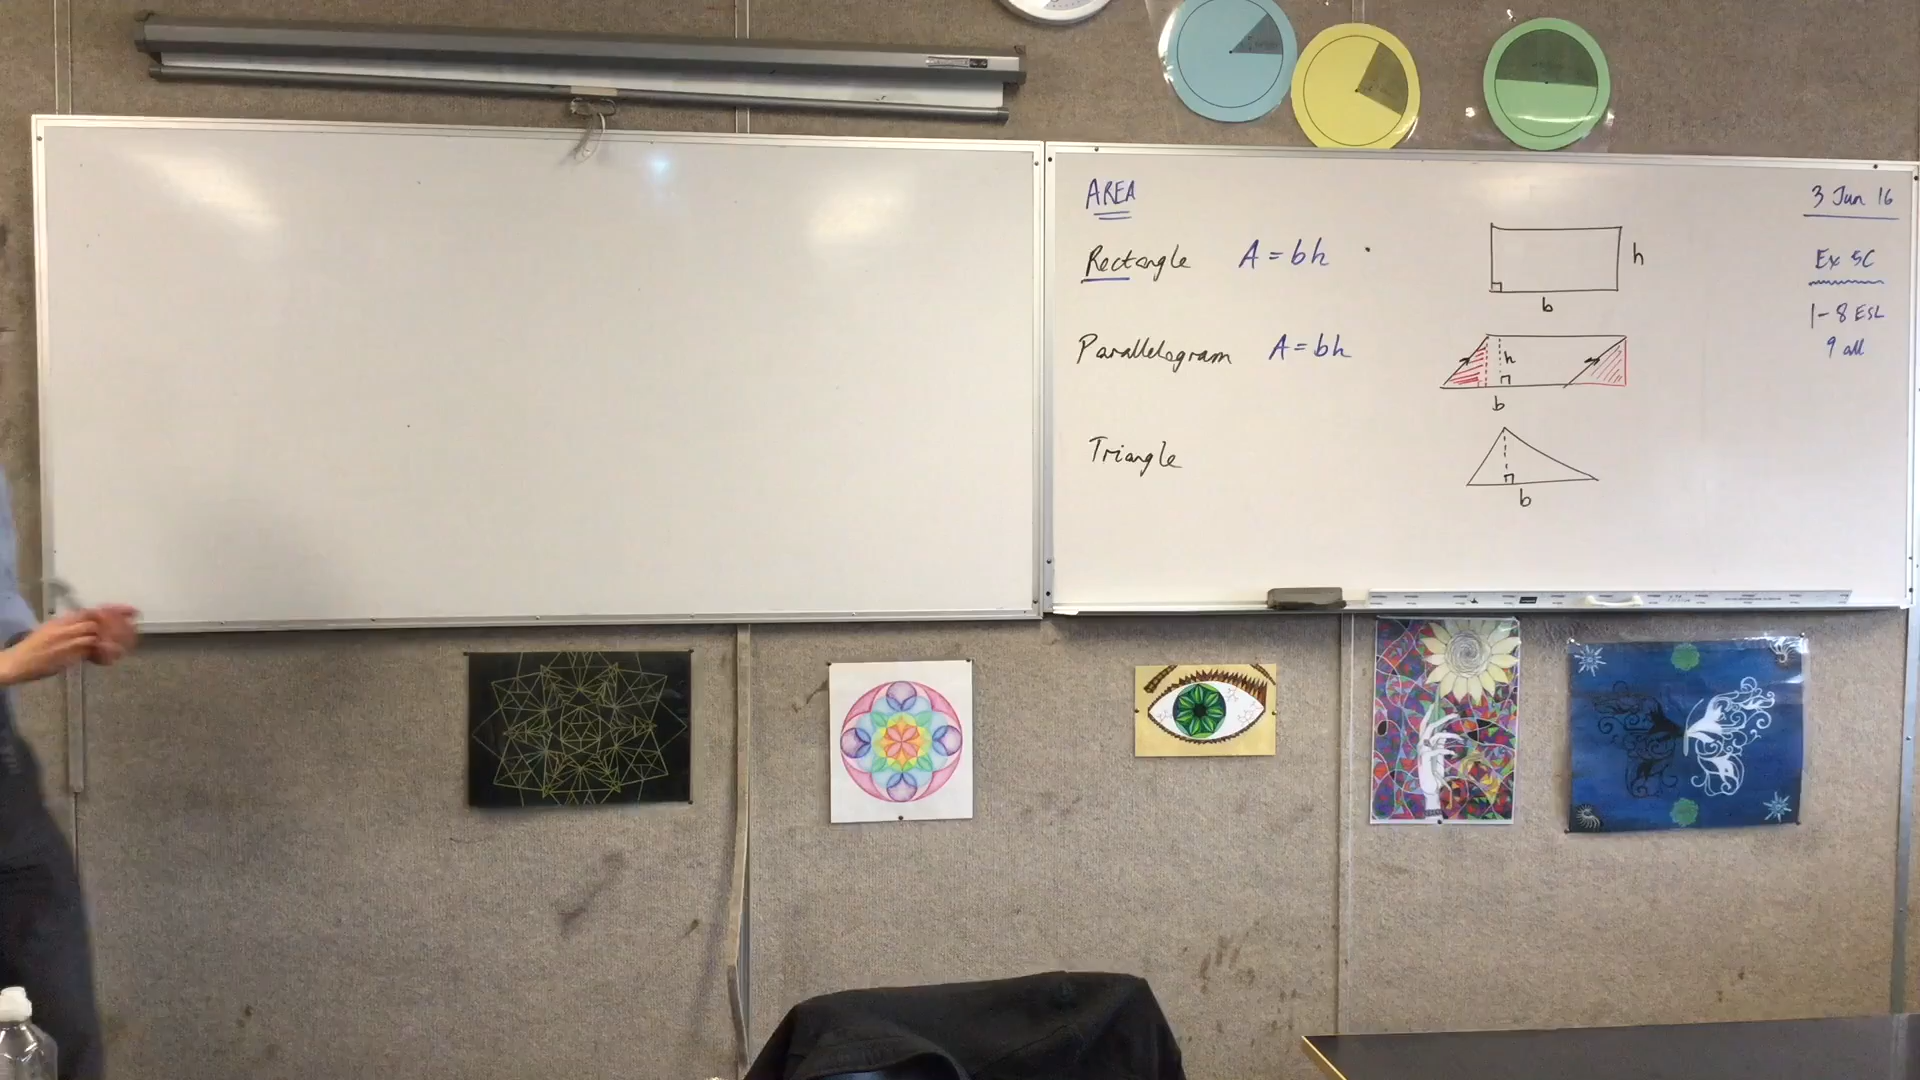 AREA
3 Jun 16
Rectangle A = bh
h
b
Ex 5C
1-8 ESL
9 all
Parallelogram A = bh
h
b
Triangle
b